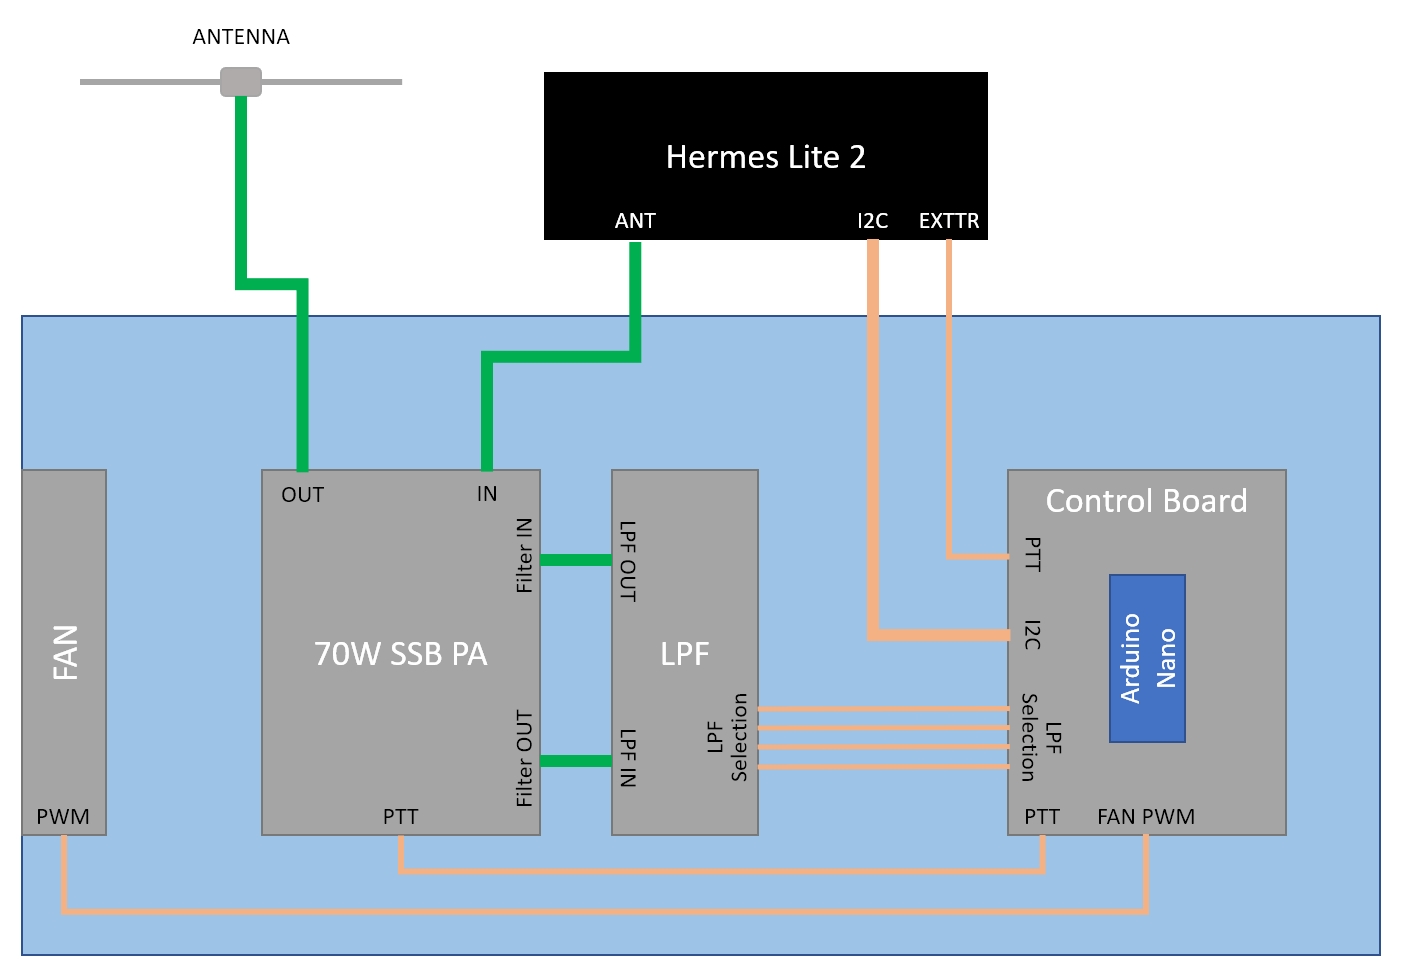 ANTENNA
Hermes Lite 2
ANT
I2C
EXTTR
OUT
IN
Filter IN
LPF OUT
Control Board
PTT
I2C
Arduino
Nano
FAN
70W SSB PA
LPF
Filter OUT
LPF IN
LPF
Selection
LPF
Selection
PWM
PTT
PTT
FAN PWM